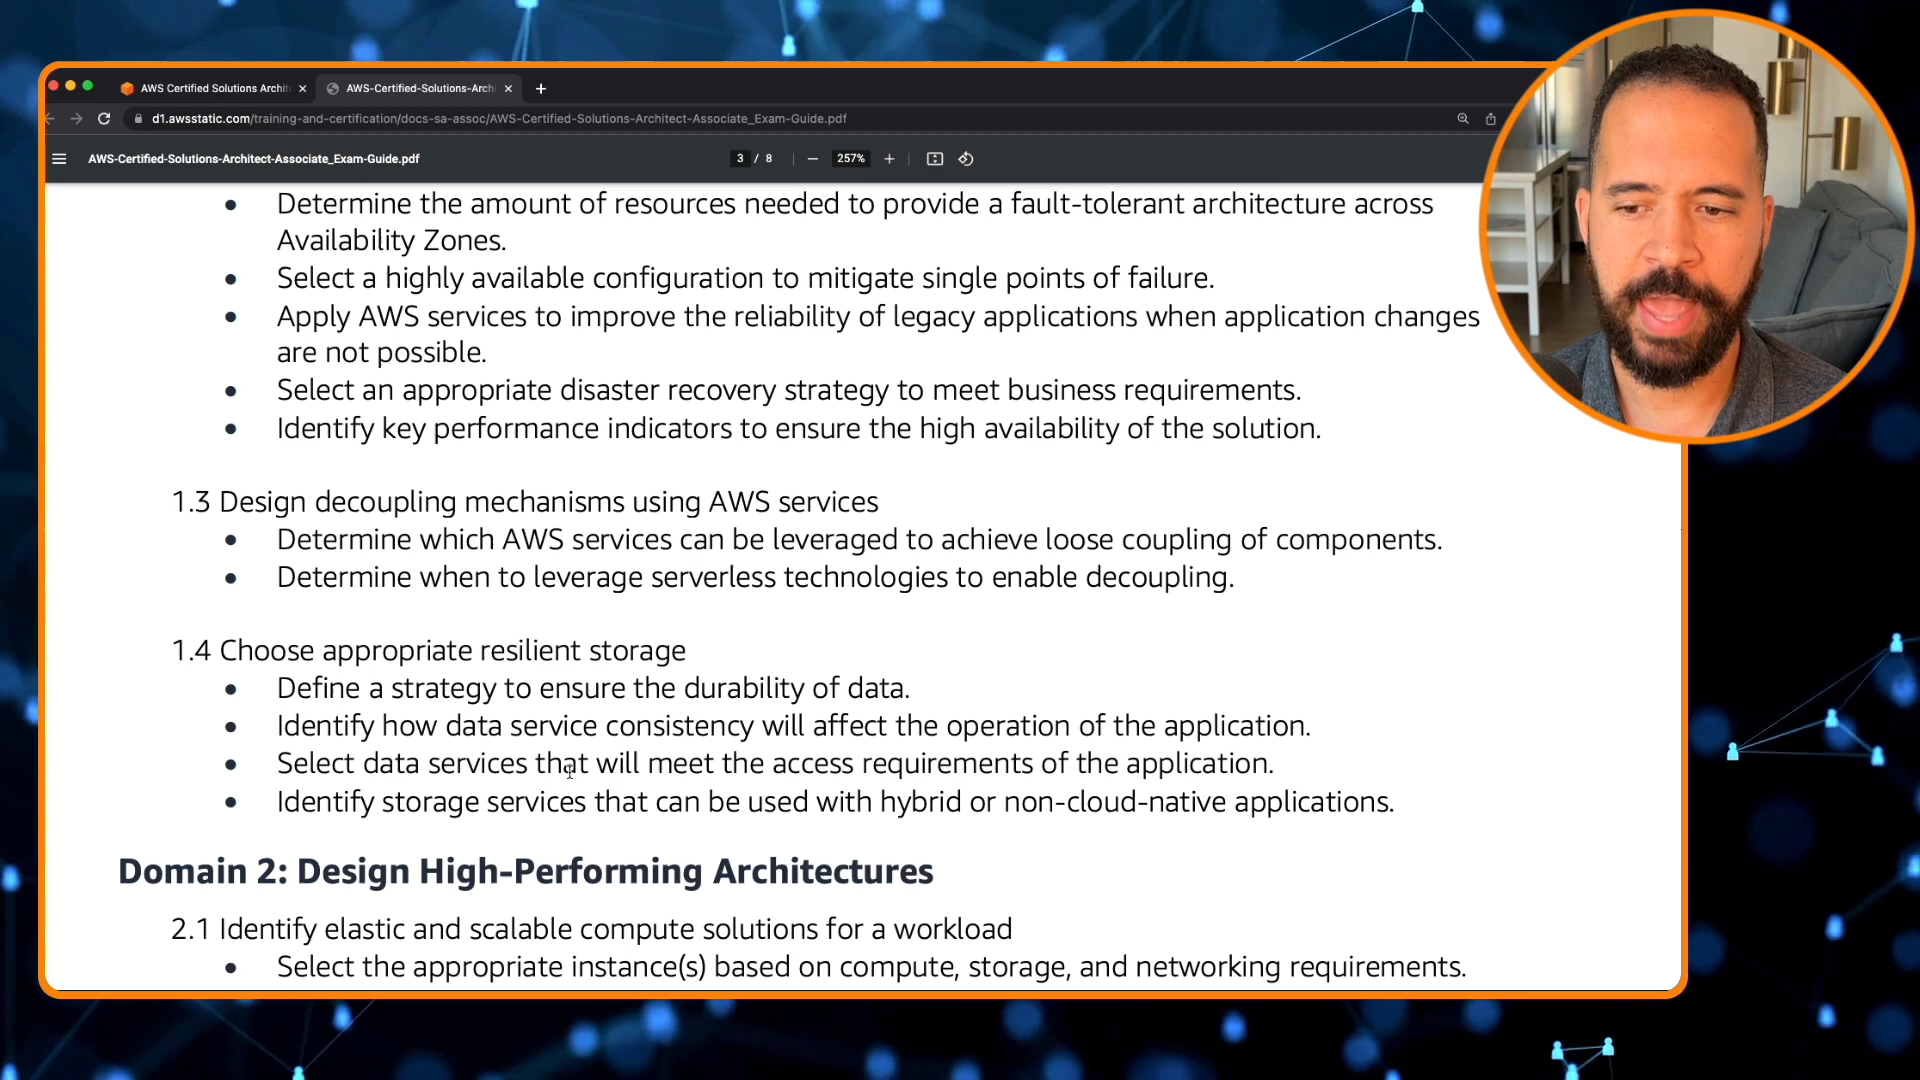 AWS Certified Solutions Archit
AWS-Certified-Solutions-Archi
d1.awsstatic.com/training-and-certification/docs-sa-assoc/AWS-Certified-Solutions-Architect-Associate_Exam-Guide.pdf
AWS-Certified-Solutions-Architect-Associate_Exam-Guide.pdf
3 / 8
257%
• Determine the amount of resources needed to provide a fault-tolerant architecture across
Availability Zones.
• Select a highly available configuration to mitigate single points of failure.
• Apply AWS services to improve the reliability of legacy applications when application changes
are not possible.
• Select an appropriate disaster recovery strategy to meet business requirements.
• Identify key performance indicators to ensure the high availability of the solution.
1.3 Design decoupling mechanisms using AWS services
• Determine which AWS services can be leveraged to achieve loose coupling of components.
• Determine when to leverage serverless technologies to enable decoupling.
1.4 Choose appropriate resilient storage
• Define a strategy to ensure the durability of data.
• Identify how data service consistency will affect the operation of the application.
• Select data services that will meet the access requirements of the application.
• Identify storage services that can be used with hybrid or non-cloud-native applications.
Domain 2: Design High-Performing Architectures
2.1 Identify elastic and scalable compute solutions for a workload
• Select the appropriate instance(s) based on compute, storage, and networking requirements.